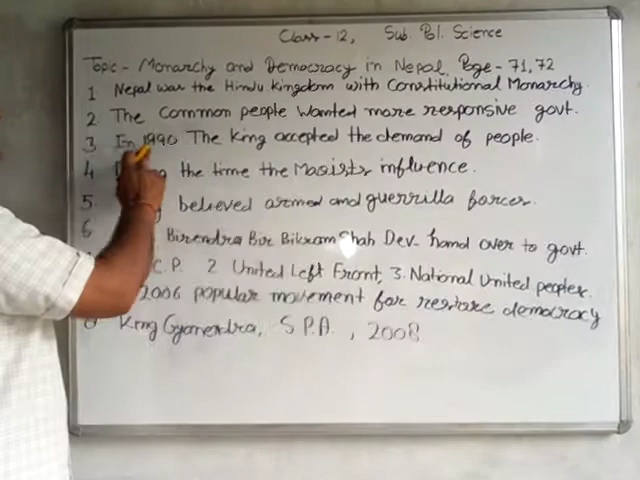 Class-12, Sub. Pol. Science
Topic - Monarchy and Democracy in Nepal. Page - 71,72
1 Nepal was the Hindu Kingdom with Constitutional Monarchy.
2 The Common people wanted more responsive govt.
3 In 1990 The King accepted the demand of people.
4 the time the Maoists influence.
5. believed armed and guerrilla forces.
6 Birendra Bir Bikram Shah Dev- hand over to govt.
C.P. 2 United Left Front, 3. National United peoples.
2006 popular movement for restore democracy
King Gyanendra, S P.A. , 2008